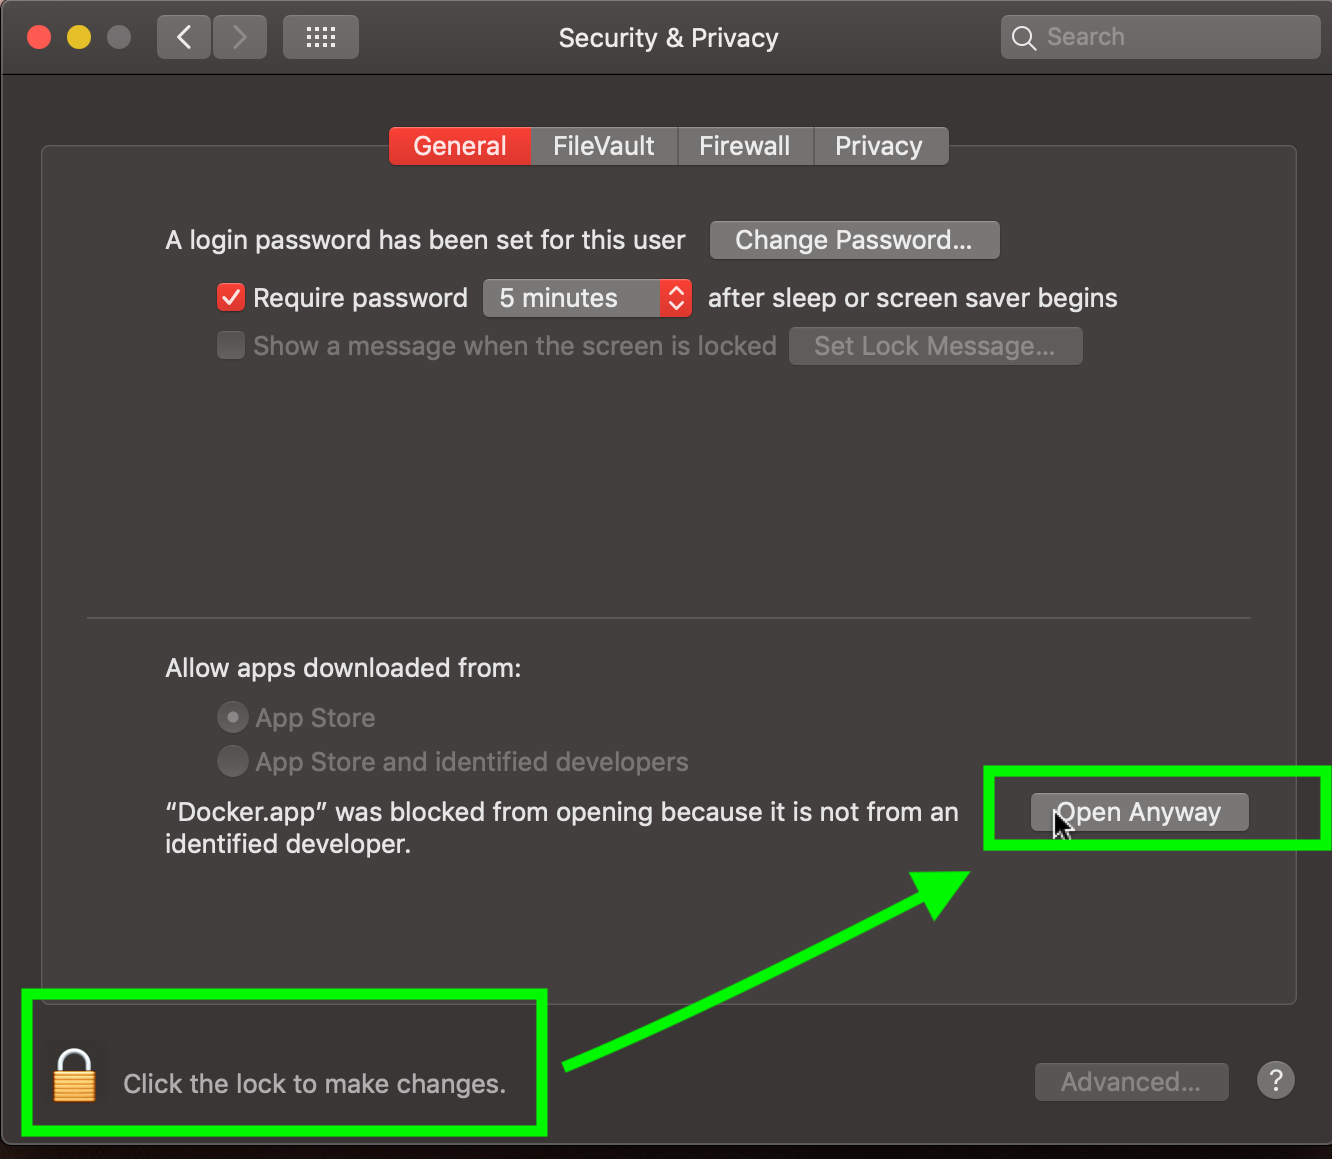 Security & Privacy
Search
General FileVault Firewall Privacy
A login password has been set for this user Change Password...
Require password 5 minutes after sleep or screen saver begins
Show a message when the screen is locked Set Lock Message...
Allow apps downloaded from:
App Store
App Store and identified developers
“Docker.app” was blocked from opening because it is not from an
identified developer.
Open Anyway
Click the lock to make changes.
Advanced...
?